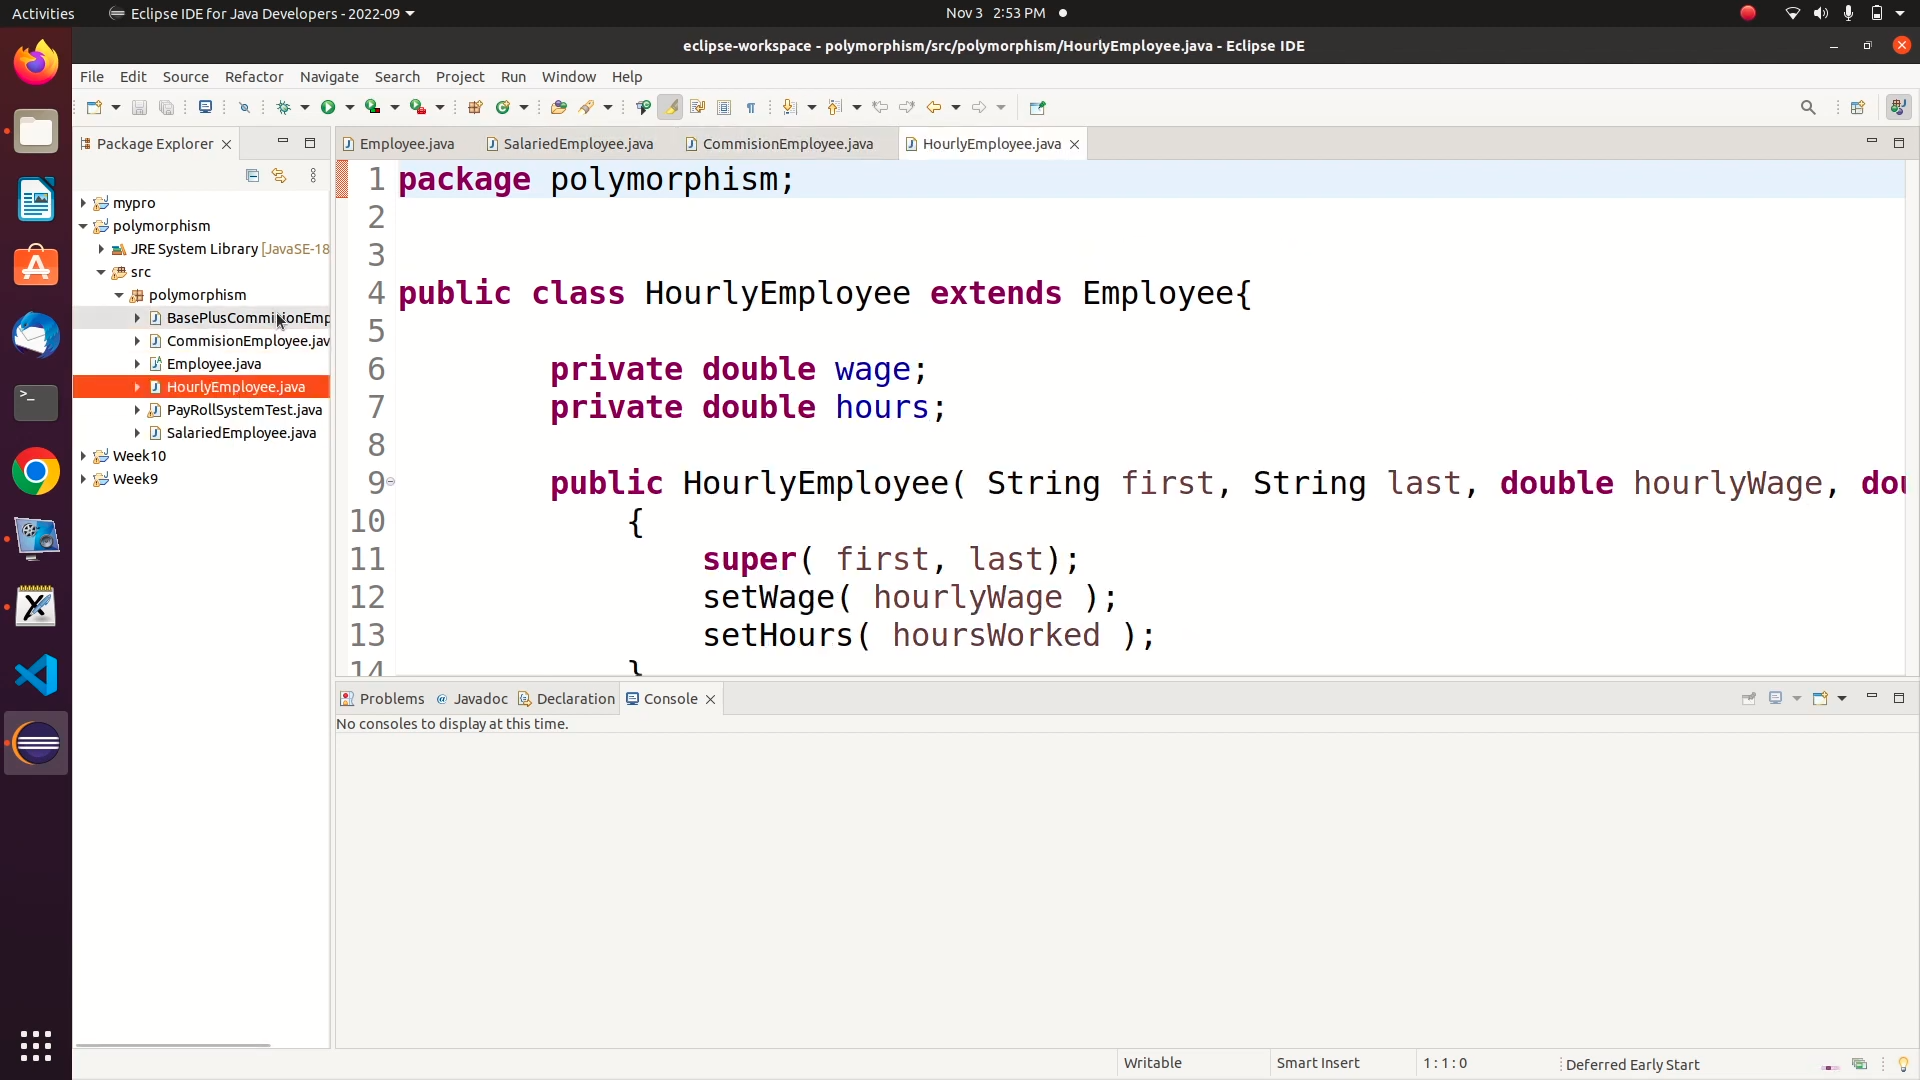 Activities
Eclipse IDE for Java Developers - 2022-09
Nov 3 2:53 PM
eclipse-workspace - polymorphism/src/polymorphism/HourlyEmployee.java - Eclipse IDE
File Edit Source Refactor Navigate Search Project Run Window Help
Package Explorer
Employee.java
SalariedEmployee.java
CommisionEmployee.java
HourlyEmployee.java
mypro
polymorphism
JRE System Library [JavaSE-18
src
polymorphism
BasePlusCommisionEmp
CommisionEmployee.jav
Employee.java
HourlyEmployee.java
PayRollSystemTest.java
SalariedEmployee.java
Week10
Week9
1 package polymorphism;
2
3
4 public class HourlyEmployee extends Employee{
5
6 private double wage;
7 private double hours;
8
9 public HourlyEmployee( String first, String last, double hourlyWage, dou
10 {
11 super( first, last);
12 setWage( hourlyWage );
13 setHours( hoursWorked );
14 }
Problems
Javadoc
Declaration
Console
No consoles to display at this time.
Writable
Smart Insert
1 : 1 : 0
Deferred Early Start